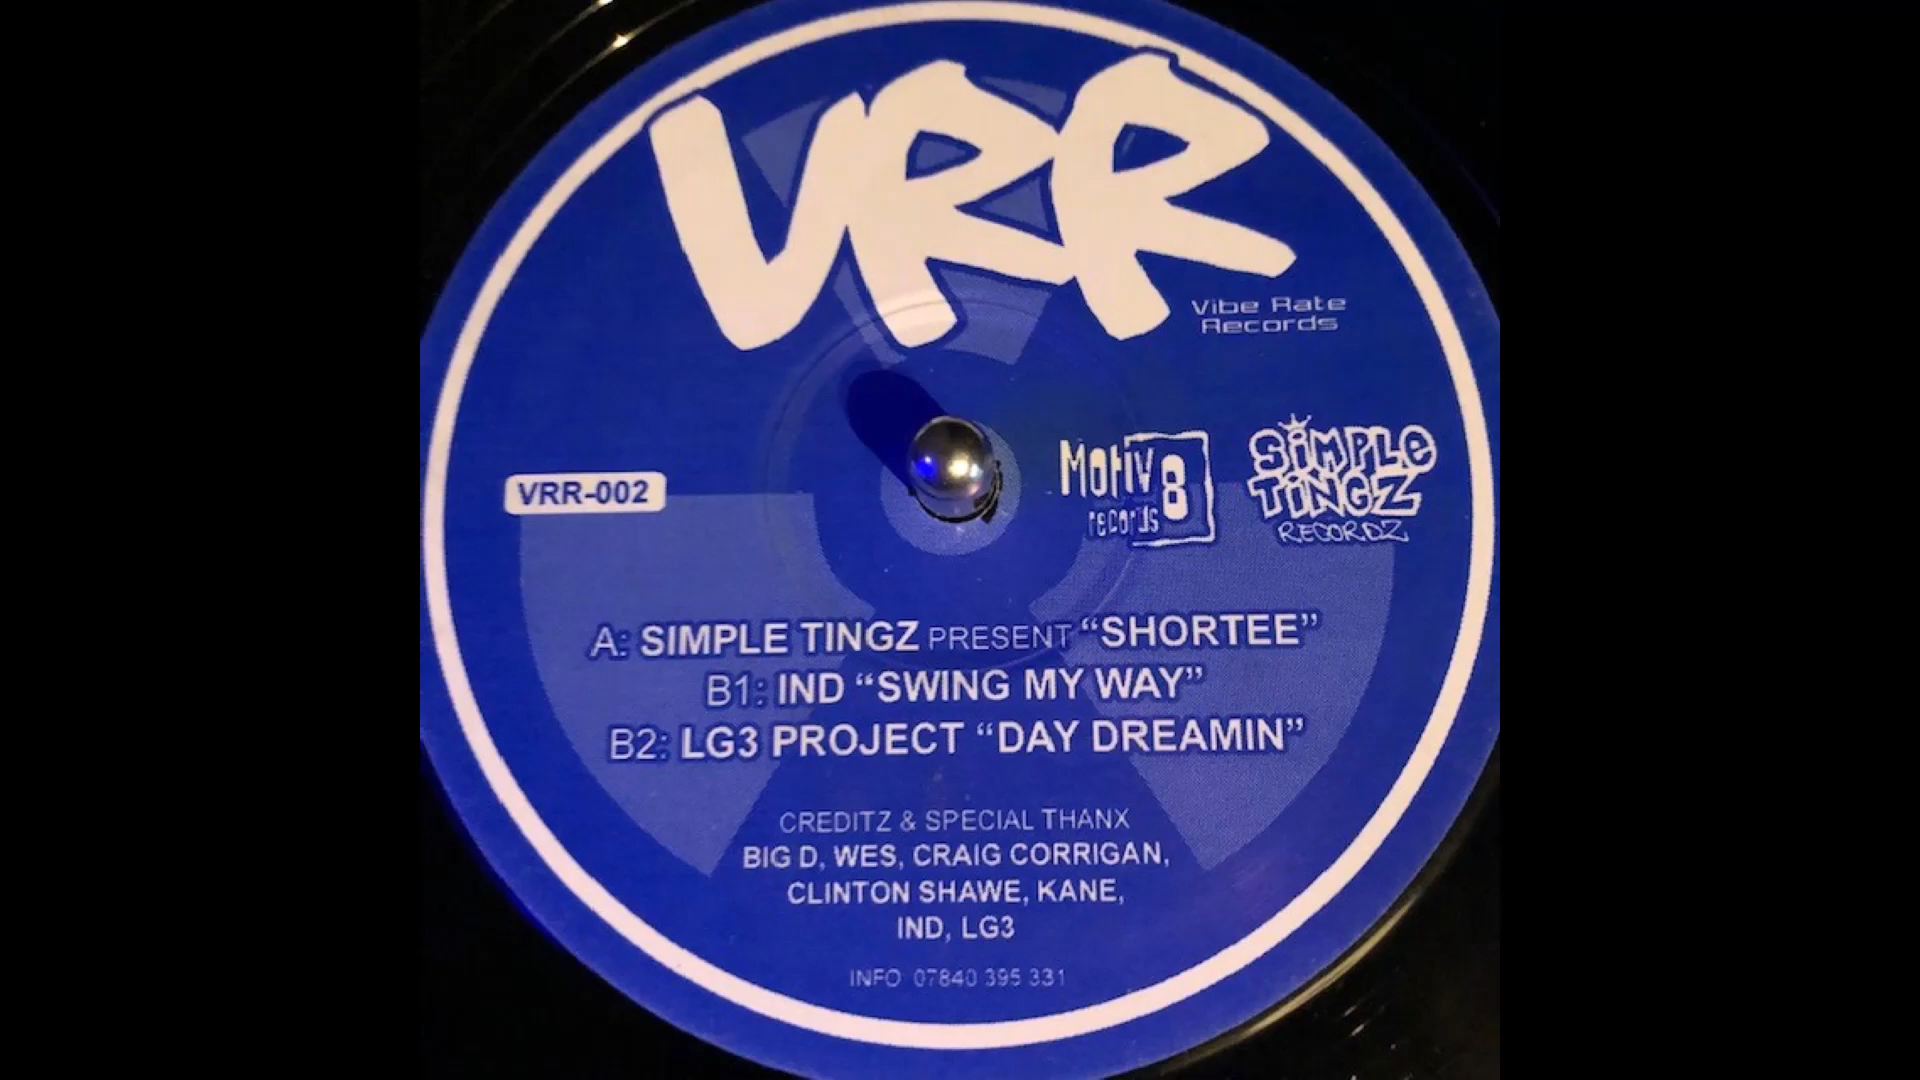 VRR
Vibe Rate
Records
Motiv8
records
SiMPLE
TiNGZ
RECORDZ
VRR-002
A: SIMPLE TINGZ PRESENT “SHORTEE”
B1: IND “SWING MY WAY”
B2: LG3 PROJECT “DAY DREAMIN”
CREDITZ & SPECIAL THANX
BIG D, WES, CRAIG CORRIGAN,
CLINTON SHAWE, KANE,
IND, LG3
INFO 07840 395 331